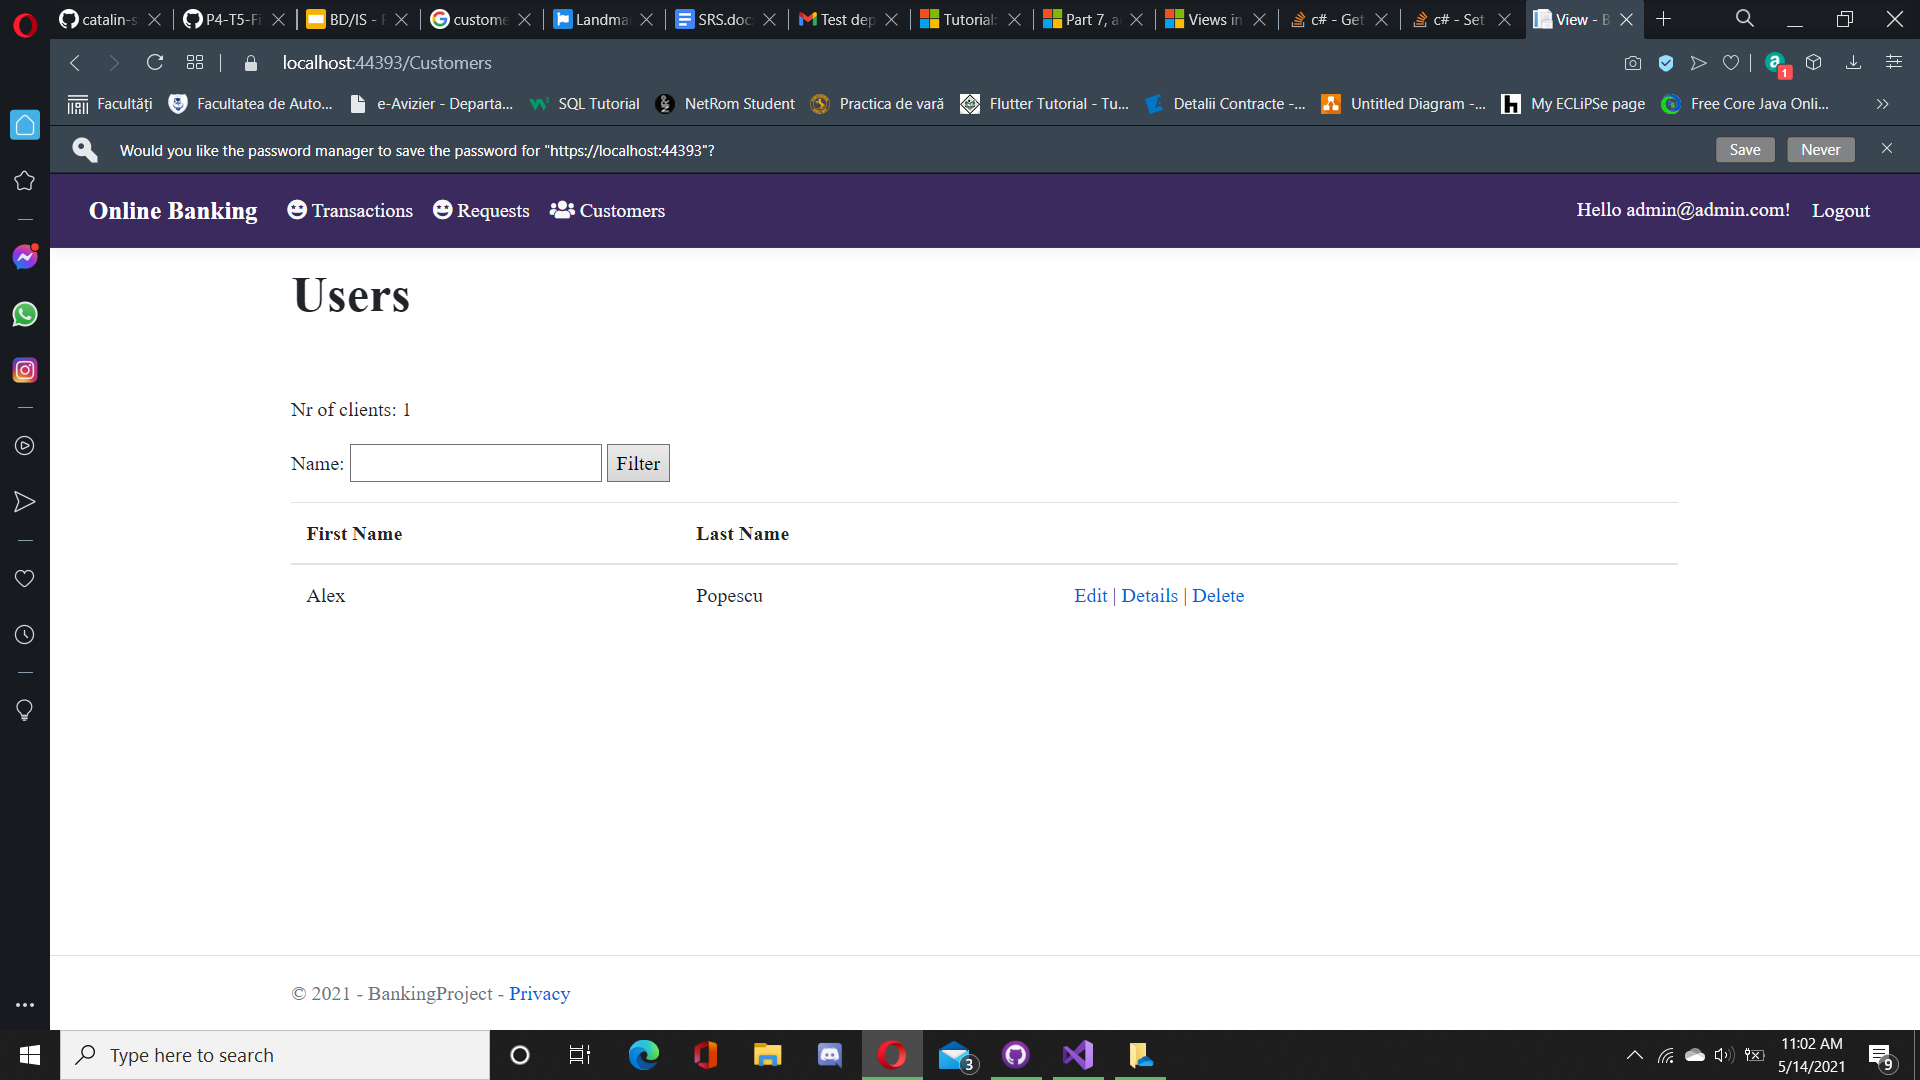 catalin-s
P4-T5-Fi
BD/IS - P
custome
Landma
SRS.doc
Test dep
Tutorial:
Part 7, a
Views in
c# - Get
c# - Set
View - B
localhost:44393/Customers
1
Facultăți
Facultatea de Auto...
e-Avizier - Departa...
SQL Tutorial
NetRom Student
Practica de vară
Flutter Tutorial - Tu...
Detalii Contracte -...
Untitled Diagram -...
My ECLiPSe page
Free Core Java Onli...
Would you like the password manager to save the password for "https://localhost:44393"?
Save
Never
Online Banking
Transactions
Requests
Customers
Hello admin@admin.com!
Logout
Users
Nr of clients: 1
Name:
Filter
First Name
Last Name
Alex
Popescu
Edit | Details | Delete
© 2021 - BankingProject - Privacy
Type here to search
3
11:02 AM
5/14/2021
9